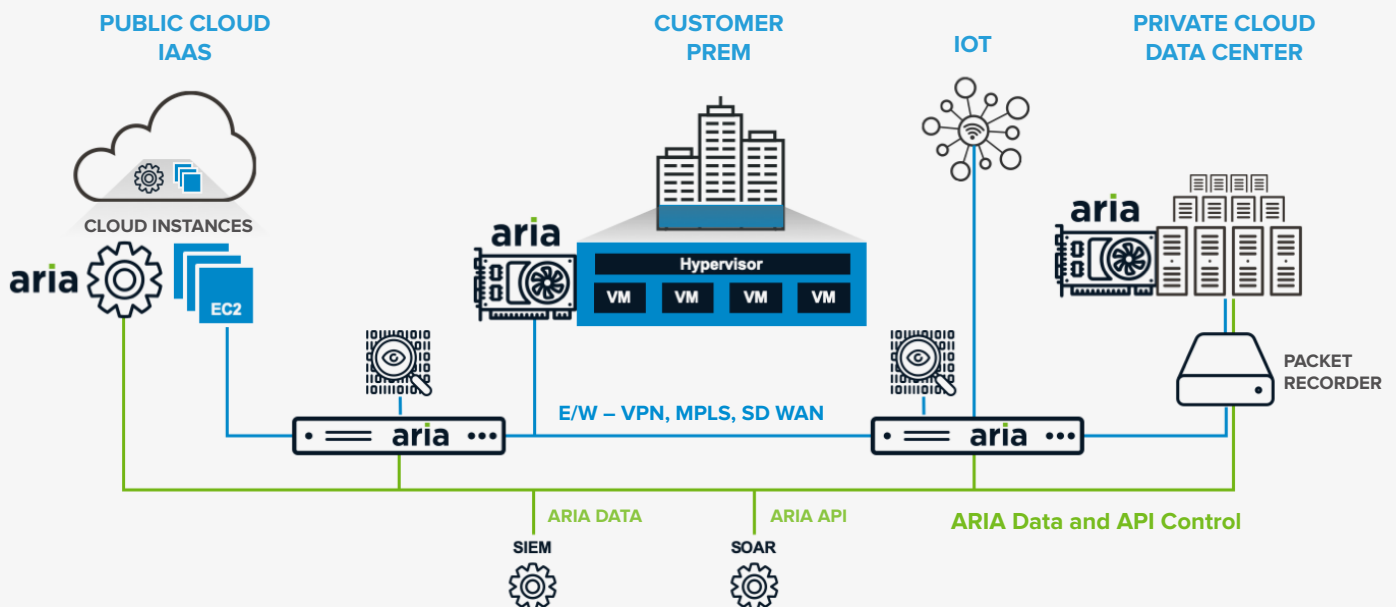 PUBLIC CLOUD
IAAS
CUSTOMER
PREM
IOT
PRIVATE CLOUD
DATA CENTER
CLOUD INSTANCES
aria
EC2
aria
Hypervisor
VM VM VM VM
aria
PACKET
RECORDER
E/W – VPN, MPLS, SD WAN
aria
aria
ARIA DATA
ARIA API
ARIA Data and API Control
SIEM
SOAR